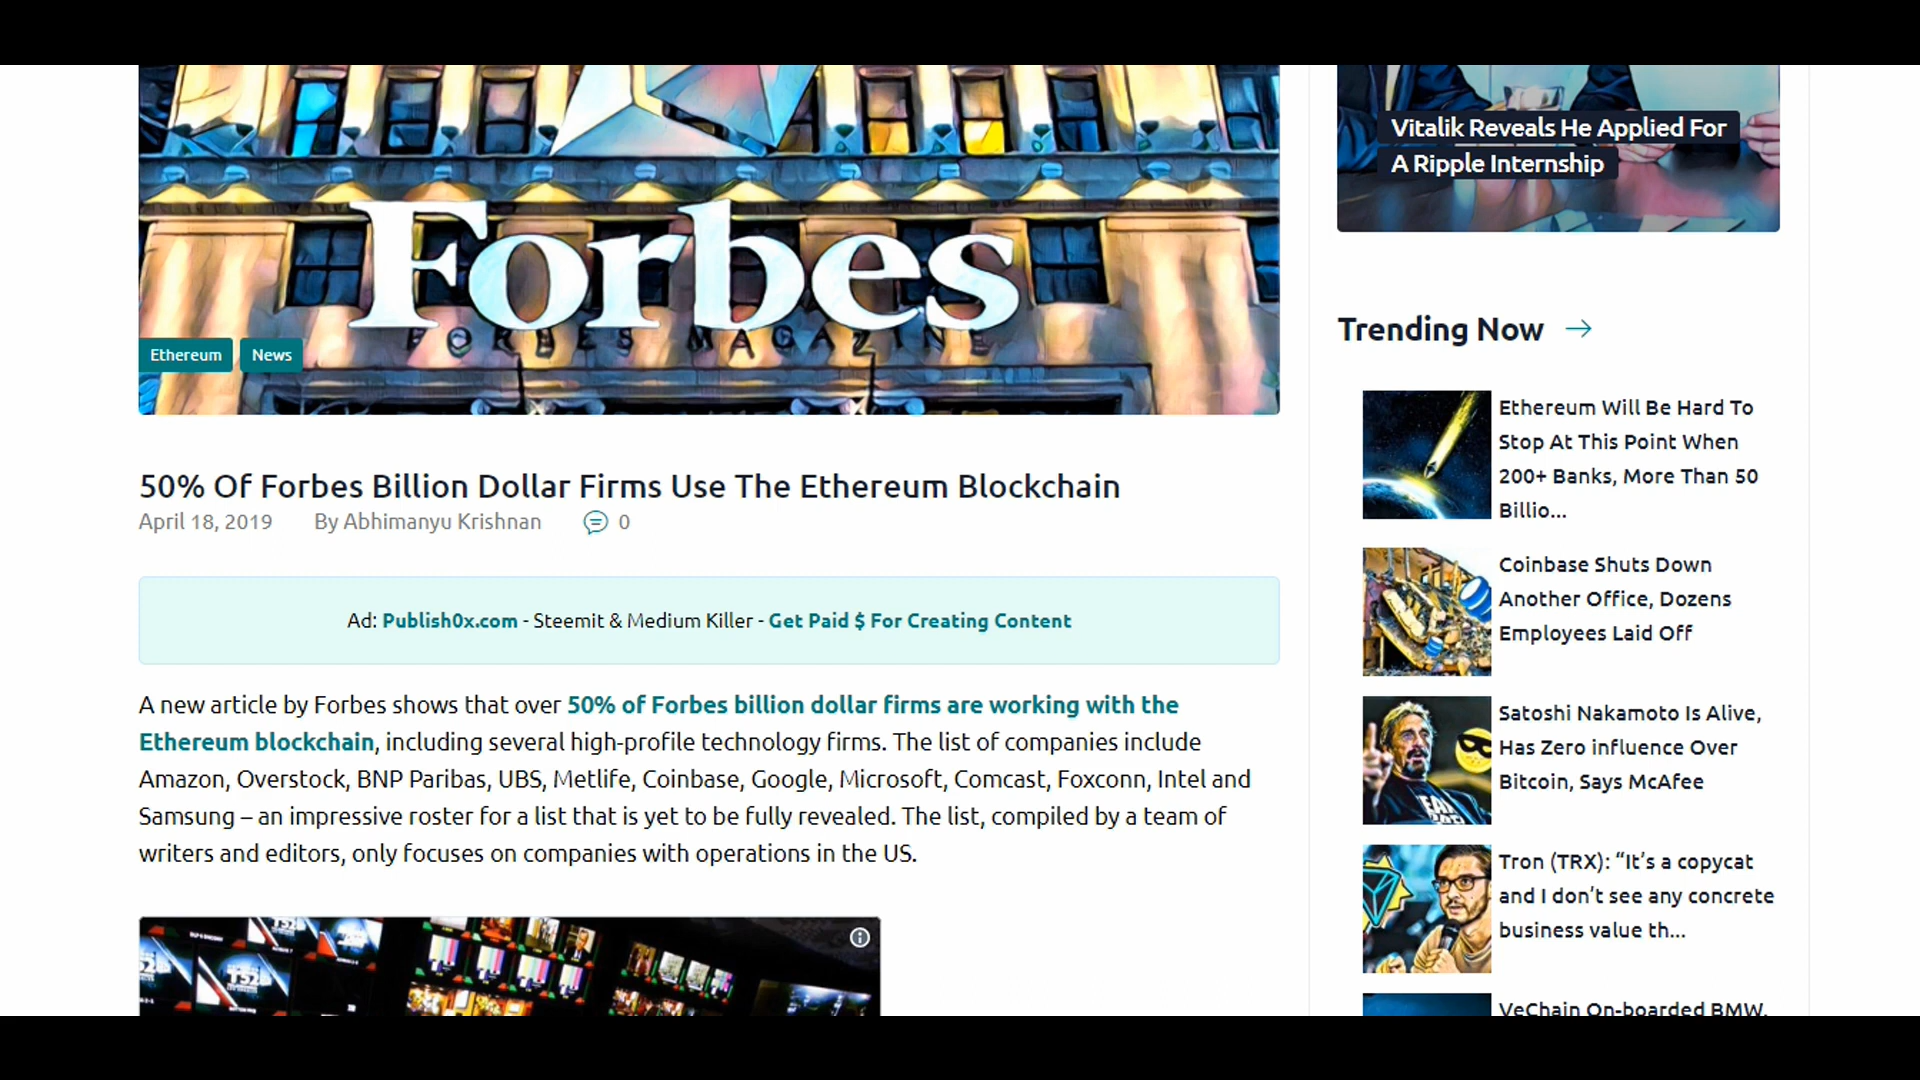 Forbes
FORBES MAGAZINE
Ethereum
News
50% Of Forbes Billion Dollar Firms Use The Ethereum Blockchain
April 18, 2019 By Abhimanyu Krishnan 0
Ad: Publish0x.com - Steemit & Medium Killer - Get Paid $ For Creating Content
A new article by Forbes shows that over 50% of Forbes billion dollar firms are working with the
Ethereum blockchain, including several high-profile technology firms. The list of companies include
Amazon, Overstock, BNP Paribas, UBS, Metlife, Coinbase, Google, Microsoft, Comcast, Foxconn, Intel and
Samsung – an impressive roster for a list that is yet to be fully revealed. The list, compiled by a team of
writers and editors, only focuses on companies with operations in the US.
Vitalik Reveals He Applied For
A Ripple Internship
Trending Now
Ethereum Will Be Hard To
Stop At This Point When
200+ Banks, More Than 50
Billio...
Coinbase Shuts Down
Another Office, Dozens
Employees Laid Off
Satoshi Nakamoto Is Alive,
Has Zero influence Over
Bitcoin, Says McAfee
Tron (TRX): “It’s a copycat
and I don’t see any concrete
business value th...
VeChain On-boarded BMW,